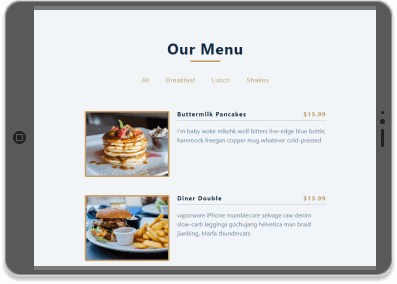 Our Menu
All Breakfast Lunch Shakes
Buttermilk Pancakes $15.99
I'm baby woke mlkshk wolf bitters live-edge blue bottle,
hammock freegan copper mug whatever cold-pressed
Diner Double $13.99
vaporware iPhone mumblecore selvage raw denim
slow-carb leggings gochujang helvetica man braid
jianbing. Marfa thundercats